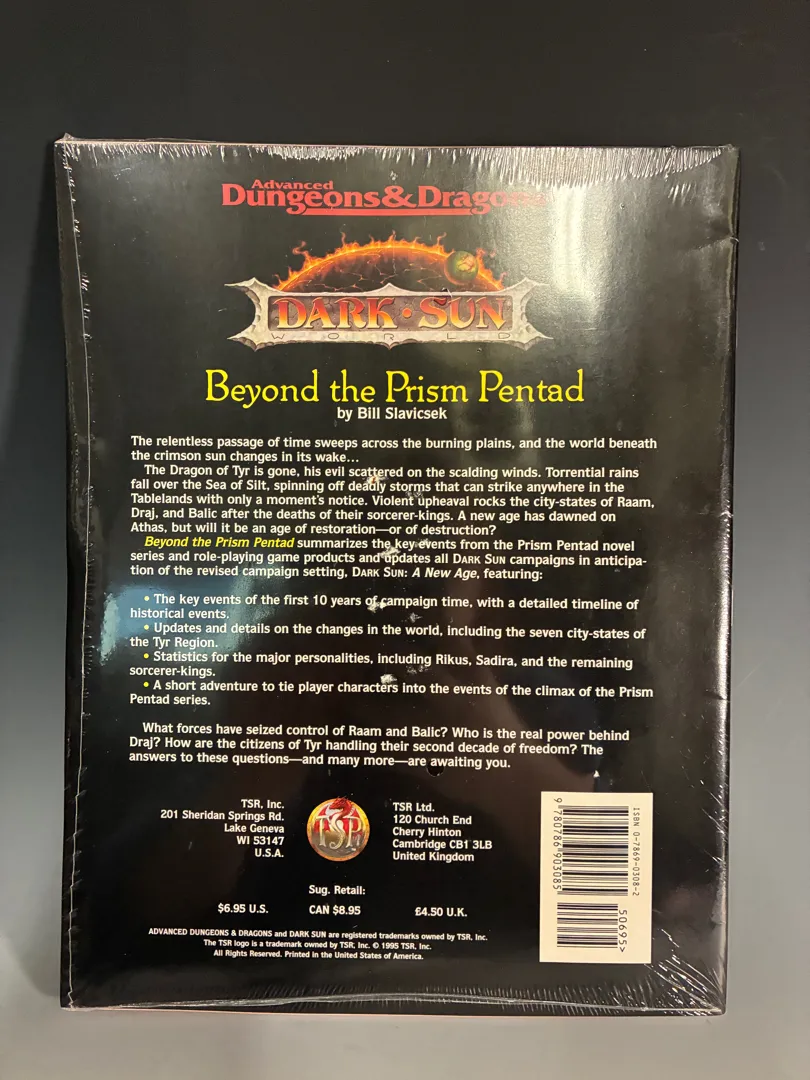 Advanced
Dungeons & Dragons
DARK • SUN
WORLD
Beyond the Prism Pentad
by Bill Slavicsek
The relentless passage of time sweeps across the burning plains, and the world beneath
the crimson sun changes in its wake…
The Dragon of Tyr is gone, his evil scattered on the scalding winds. Torrential rains
fall over the Sea of Silt, spinning off deadly storms that can strike anywhere in the
Tablelands with only a moment's notice. Violent upheaval rocks the city-states of Raam,
Draj, and Balic after the deaths of their sorcerer-kings. A new age has dawned on
Athas, but will it be an age of restoration—or of destruction?
Beyond the Prism Pentad summarizes the key events from the Prism Pentad novel
series and role-playing game products and updates all DARK SUN campaigns in anticipa-
tion of the revised campaign setting, DARK SUN: A New Age, featuring:
• The key events of the first 10 years of campaign time, with a detailed timeline of
historical events.
• Updates and details on the changes in the world, including the seven city-states of
the Tyr Region.
• Statistics for the major personalities, including Rikus, Sadira, and the remaining
sorcerer-kings.
• A short adventure to tie player characters into the events of the climax of the Prism
Pentad series.
What forces have seized control of Raam and Balic? Who is the real power behind
Draj? How are the citizens of Tyr handling their second decade of freedom? The
answers to these questions—and many more—are awaiting you.
TSR, Inc.
201 Sheridan Springs Rd.
Lake Geneva
WI 53147
U.S.A.
TSR
TSR Ltd.
120 Church End
Cherry Hinton
Cambridge CB1 3LB
United Kingdom
Sug. Retail:
$6.95 U.S. CAN $8.95 £4.50 U.K.
ADVANCED DUNGEONS & DRAGONS and DARK SUN are registered trademarks owned by TSR, Inc.
The TSR logo is a trademark owned by TSR, Inc. © 1995 TSR, Inc.
All Rights Reserved. Printed in the United States of America.
ISBN 0-7869-0308-2
9 780786 903085
50695>